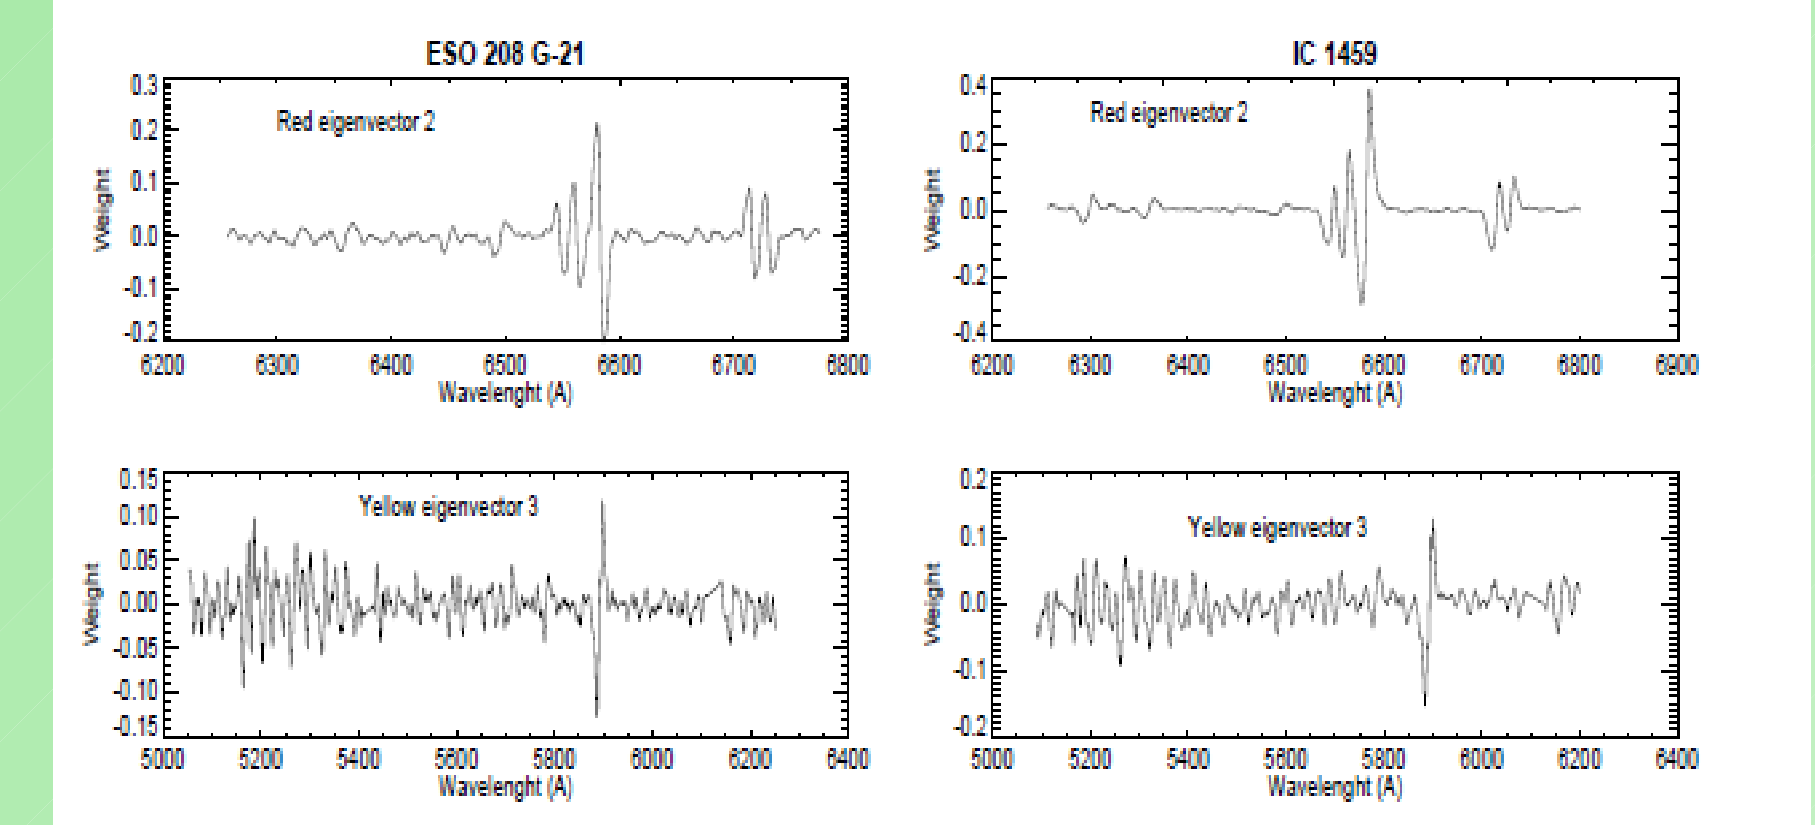 ESO 208 G-21
IC 1459
0.3
0.2
0.1
0.0
-0.1
-0.2
Weight
Red eigenvector 2
6200 6300 6400 6500 6600 6700 6800
Wavelenght (A)
0.4
0.2
0.0
-0.2
-0.4
Weight
Red eigenvector 2
6200 6300 6400 6500 6600 6700 6800 6900
Wavelenght (A)
0.15
0.10
0.05
0.00
-0.05
-0.10
-0.15
Weight
Yellow eigenvector 3
5000 5200 5400 5600 5800 6000 6200 6400
Wavelenght (A)
0.2
0.1
0.0
-0.1
-0.2
Weight
Yellow eigenvector 3
5000 5200 5400 5600 5800 6000 6200 6400
Wavelenght (A)